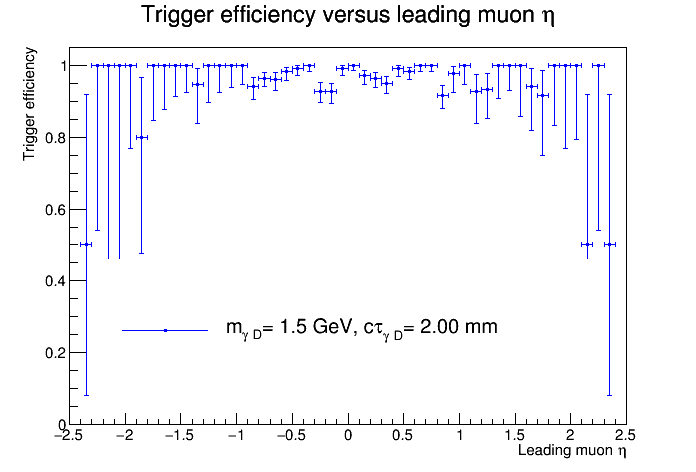 Trigger efficiency versus leading muon η
Trigger efficiency
1
0.8
0.6
0.4
0.2
0
m_γ D= 1.5 GeV, cτ_γ D= 2.00 mm
−2.5 −2 −1.5 −1 −0.5 0 0.5 1 1.5 2 2.5
Leading muon η